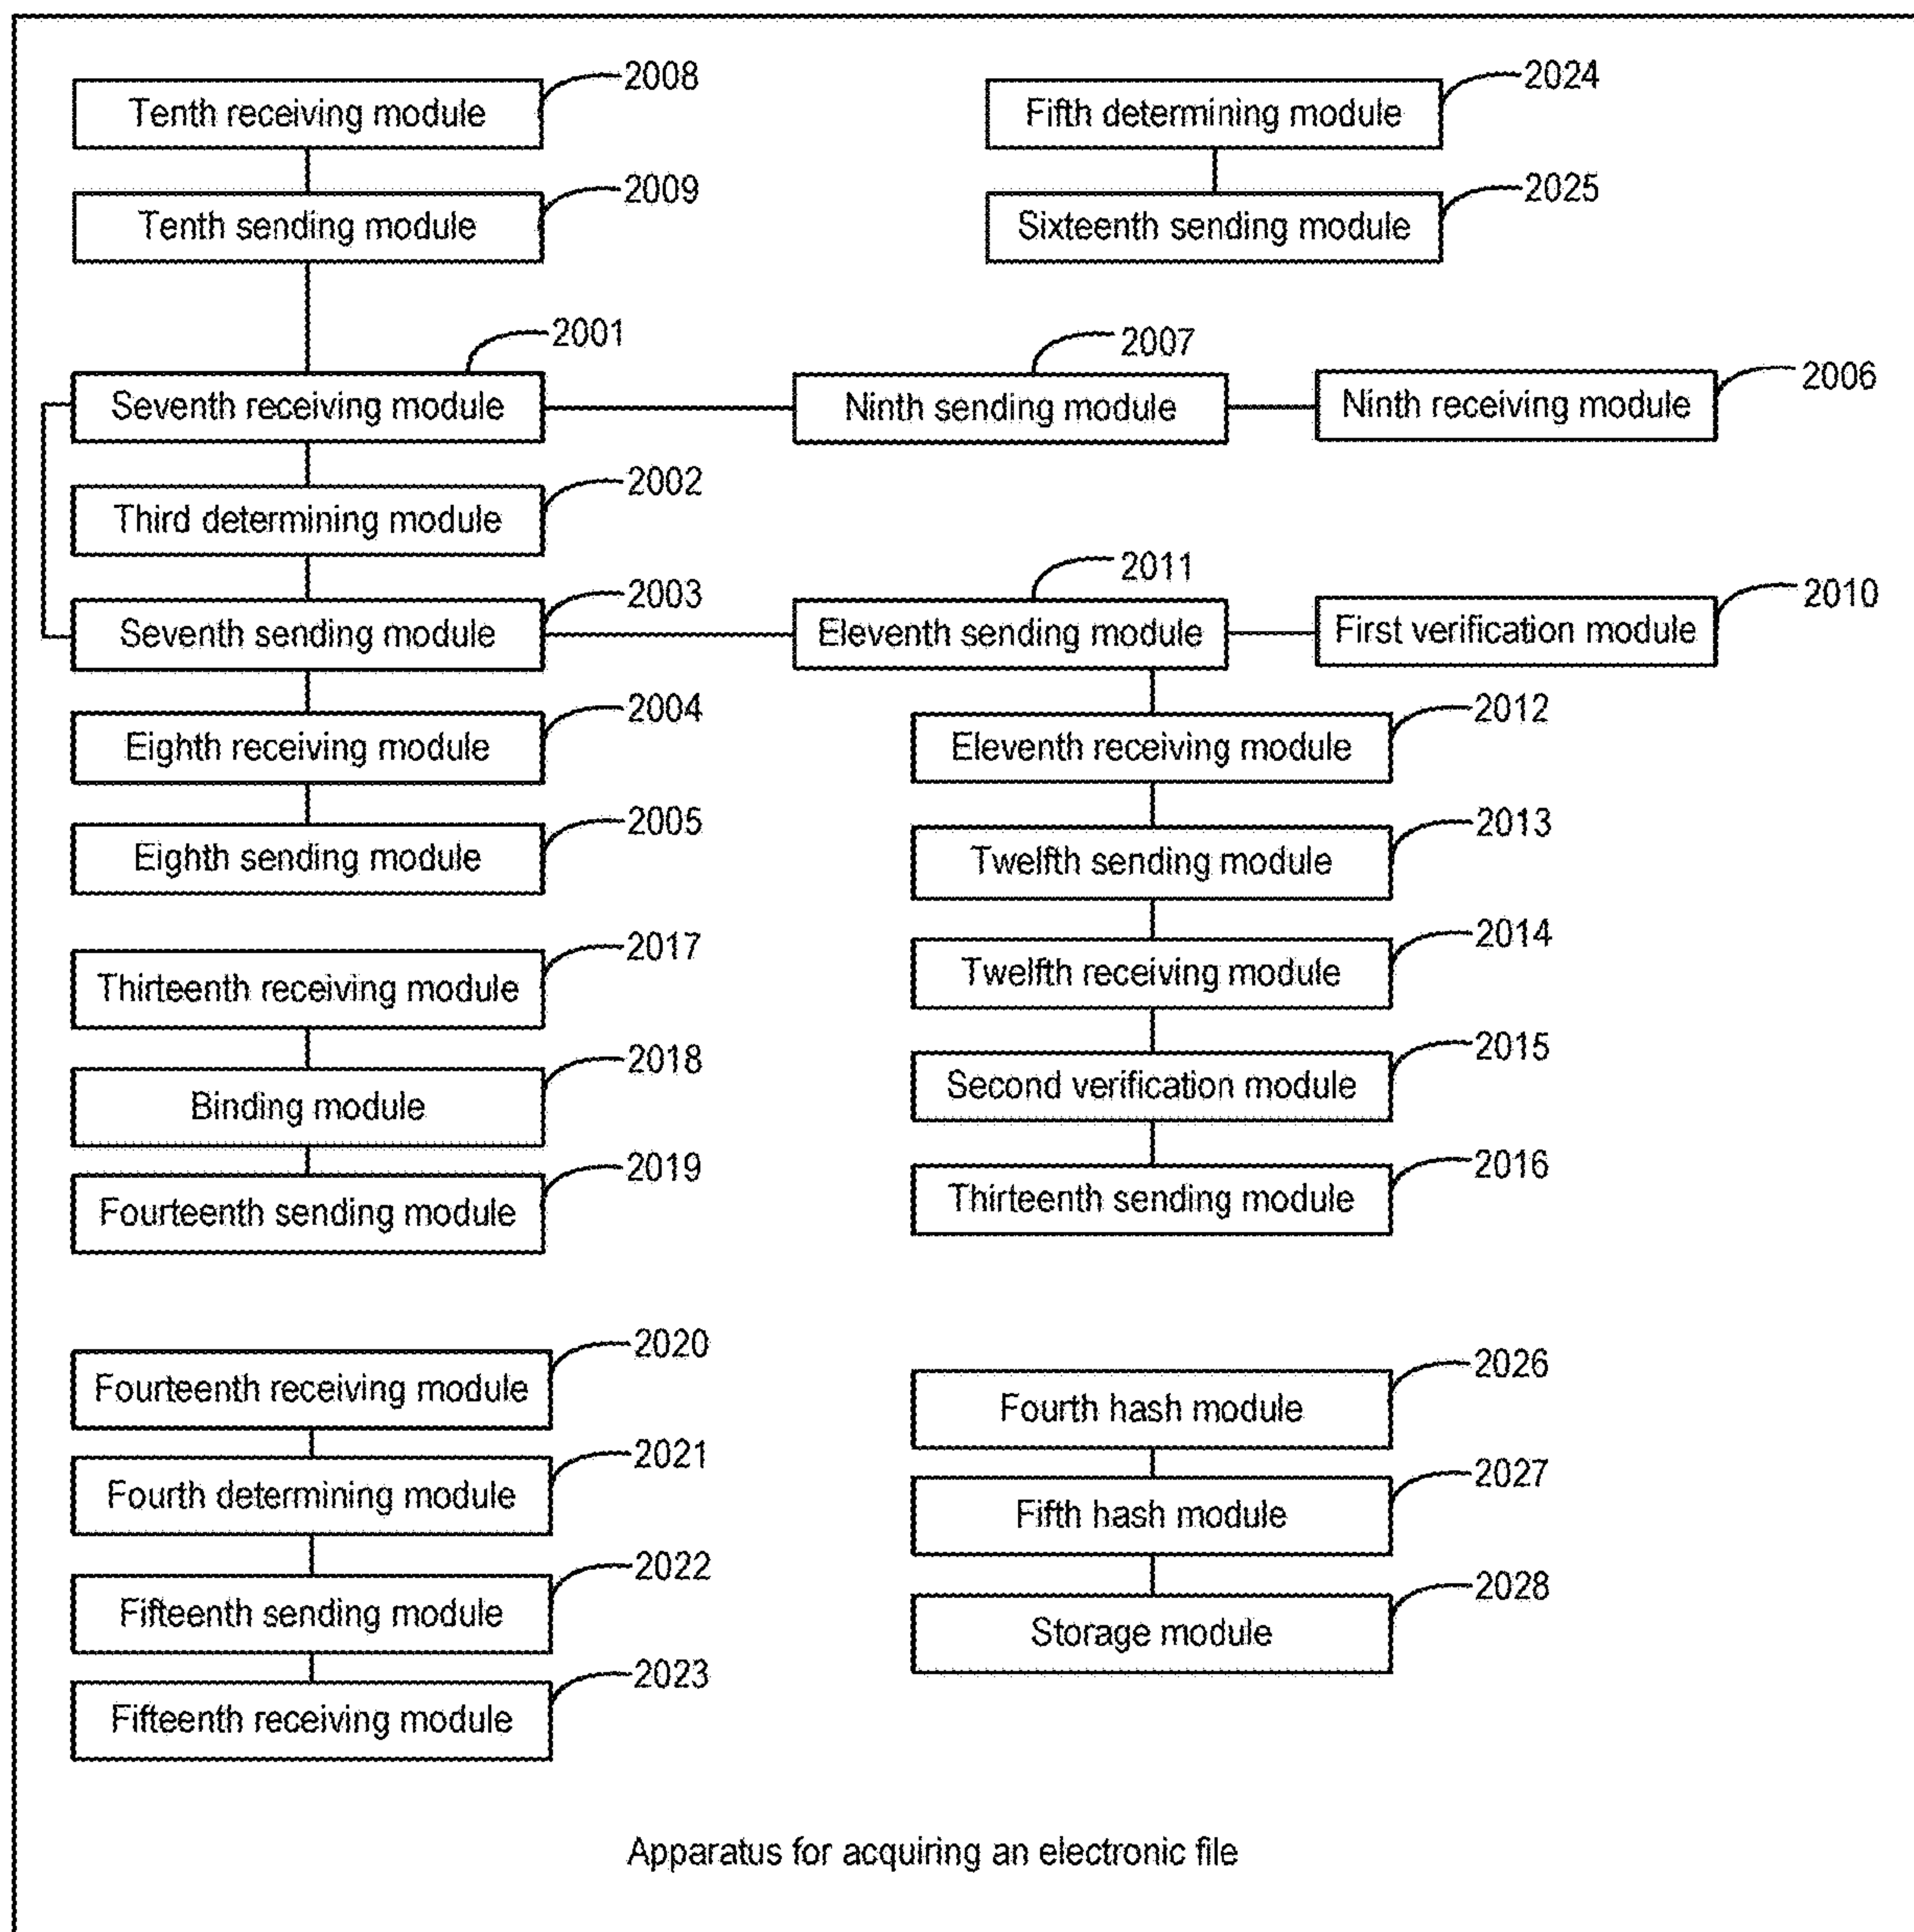 2008
Tenth receiving module
2024
Fifth determining module
2009
Tenth sending module
2025
Sixteenth sending module
2001
Seventh receiving module
2007
Ninth sending module
2006
Ninth receiving module
2002
Third determining module
2003
Seventh sending module
2011
Eleventh sending module
2010
First verification module
2004
Eighth receiving module
2012
Eleventh receiving module
2005
Eighth sending module
2013
Twelfth sending module
2017
Thirteenth receiving module
2014
Twelfth receiving module
2018
Binding module
2015
Second verification module
2019
Fourteenth sending module
2016
Thirteenth sending module
2020
Fourteenth receiving module
2026
Fourth hash module
2021
Fourth determining module
2027
Fifth hash module
2022
Fifteenth sending module
2028
Storage module
2023
Fifteenth receiving module
Apparatus for acquiring an electronic file